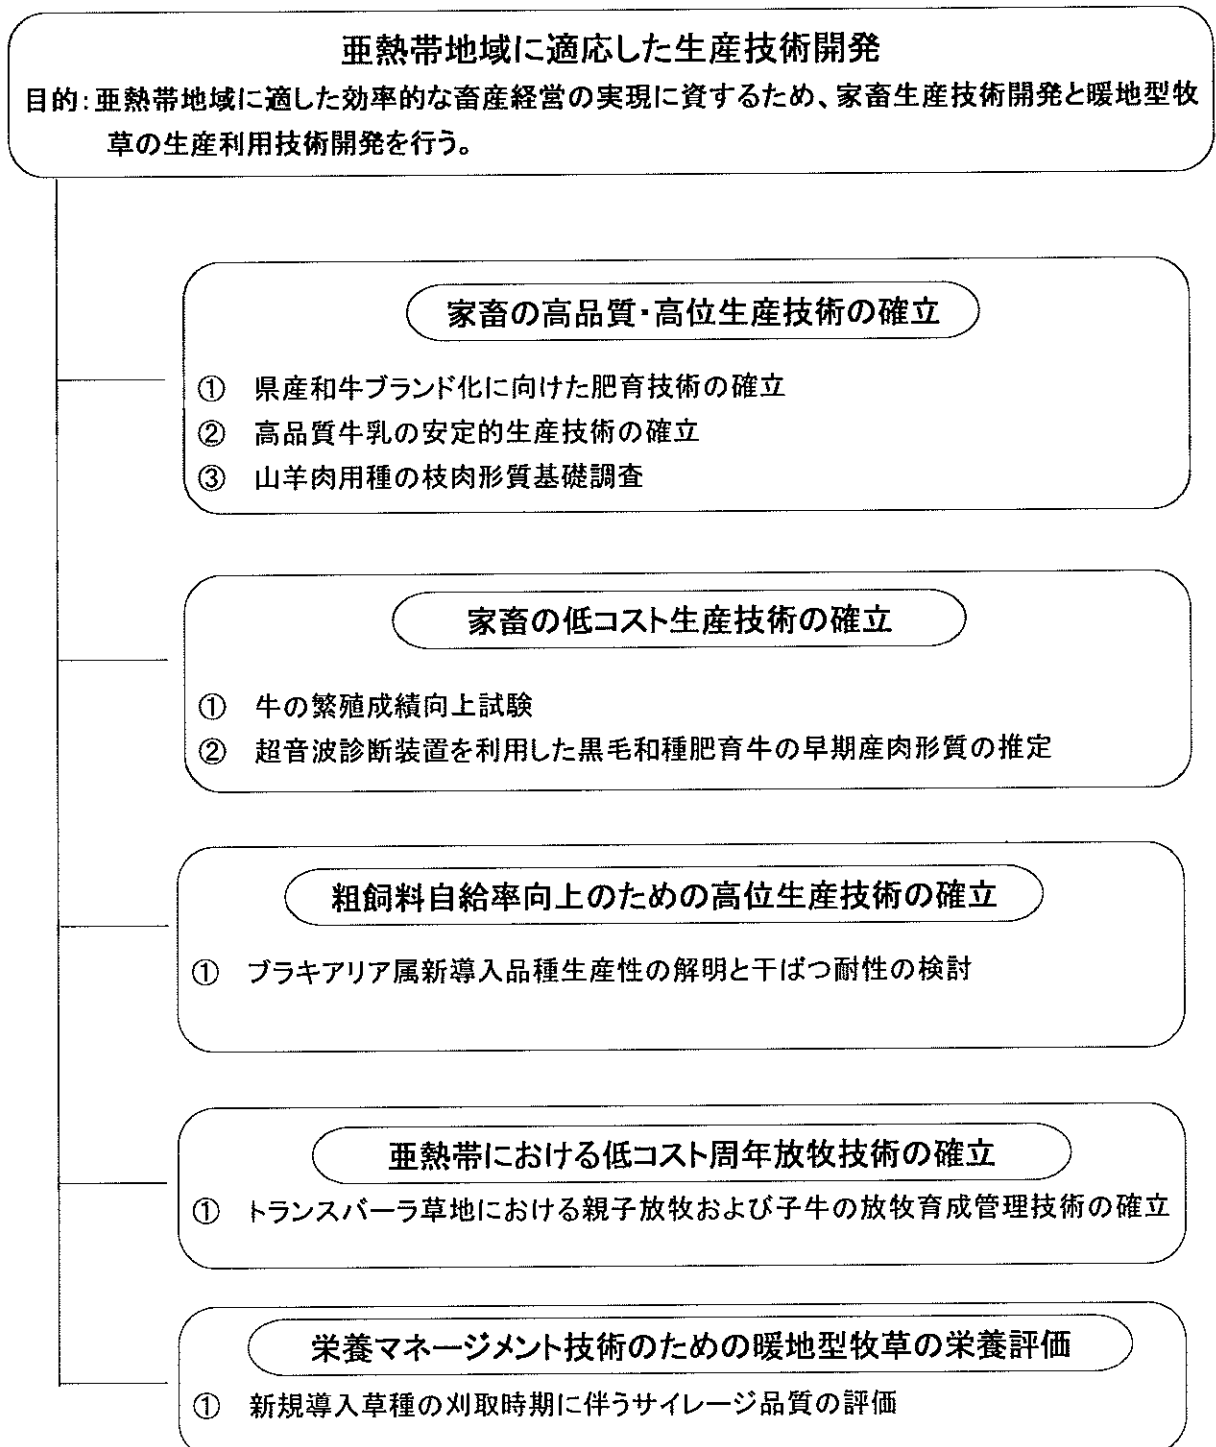 亜熱帯地域に適応した生産技術開発
目的：亜熱帯地域に適した効率的な畜産経営の実現に資するため、家畜生産技術開発と暖地型牧
草の生産利用技術開発を行う。
家畜の高品質・高位生産技術の確立
① 県産和牛ブランド化に向けた肥育技術の確立
② 高品質牛乳の安定的生産技術の確立
③ 山羊肉用種の枝肉形質基礎調査
家畜の低コスト生産技術の確立
① 牛の繁殖成績向上試験
② 超音波診断装置を利用した黒毛和種肥育牛の早期産肉形質の推定
粗飼料自給率向上のための高位生産技術の確立
① ブラキアリア属新導入品種生産性の解明と干ばつ耐性の検討
亜熱帯における低コスト周年放牧技術の確立
① トランスバーラ草地における親子放牧および子牛の放牧育成管理技術の確立
栄養マネージメント技術のための暖地型牧草の栄養評価
① 新規導入草種の刈取時期に伴うサイレージ品質の評価